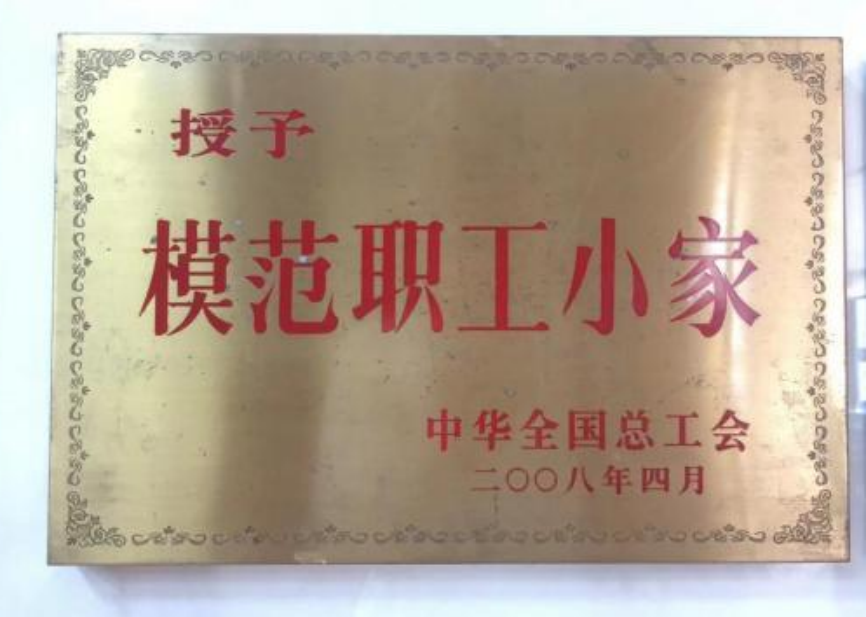 授予
模范职工小家
中华全国总工会
二〇〇八年四月